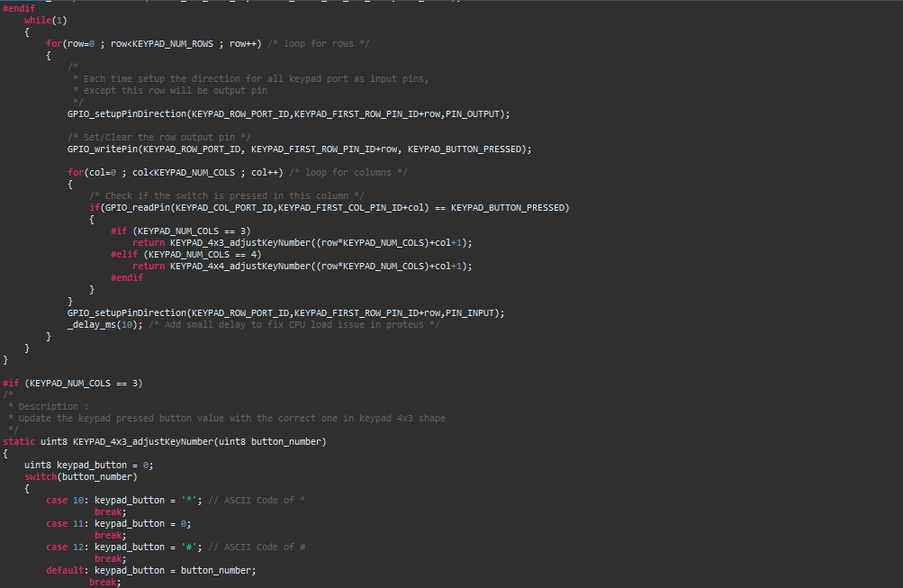 #endif
while(1)
{
for(row=0 ; row<KEYPAD_NUM_ROWS ; row++) /* loop for rows */
{
/*
* Each time setup the direction for all keypad port as input pins,
* except this row will be output pin
*/
GPIO_setupPinDirection(KEYPAD_ROW_PORT_ID,KEYPAD_FIRST_ROW_PIN_ID+row,PIN_OUTPUT);
/* Set/Clear the row output pin */
GPIO_writePin(KEYPAD_ROW_PORT_ID, KEYPAD_FIRST_ROW_PIN_ID+row, KEYPAD_BUTTON_PRESSED);
for(col=0 ; col<KEYPAD_NUM_COLS ; col++) /* loop for columns */
{
/* Check if the switch is pressed in this column */
if(GPIO_readPin(KEYPAD_COL_PORT_ID,KEYPAD_FIRST_COL_PIN_ID+col) == KEYPAD_BUTTON_PRESSED)
{
#if (KEYPAD_NUM_COLS == 3)
return KEYPAD_4x3_adjustKeyNumber((row*KEYPAD_NUM_COLS)+col+1);
#elif (KEYPAD_NUM_COLS == 4)
return KEYPAD_4x4_adjustKeyNumber((row*KEYPAD_NUM_COLS)+col+1);
#endif
}
}
GPIO_setupPinDirection(KEYPAD_ROW_PORT_ID,KEYPAD_FIRST_ROW_PIN_ID+row,PIN_INPUT);
_delay_ms(10); /* Add small delay to fix CPU load issue in proteus */
}
}
}
#if (KEYPAD_NUM_COLS == 3)
/*
* Description :
* Update the keypad pressed button value with the correct one in keypad 4x3 shape
*/
static uint8 KEYPAD_4x3_adjustKeyNumber(uint8 button_number)
{
uint8 keypad_button = 0;
switch(button_number)
{
case 10: keypad_button = '*'; // ASCII Code of *
break;
case 11: keypad_button = 0;
break;
case 12: keypad_button = '#'; // ASCII Code of #
break;
default: keypad_button = button_number;
break;